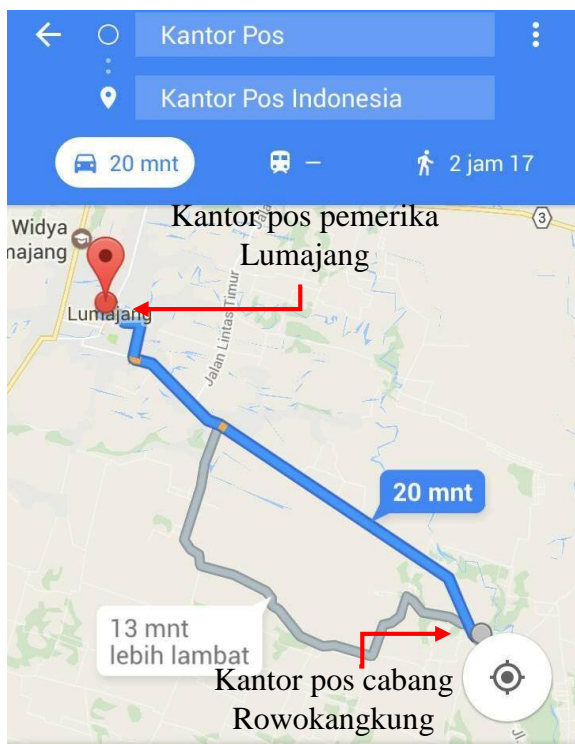 Kantor Pos
Kantor Pos Indonesia
20 mnt
–
2 jam 17
Kantor pos pemerika
Lumajang
3
Widya
najang
Lumajang
Jalan Lintas Timur
20 mnt
13 mnt
lebih lambat
Kantor pos cabang
Rowokangkung